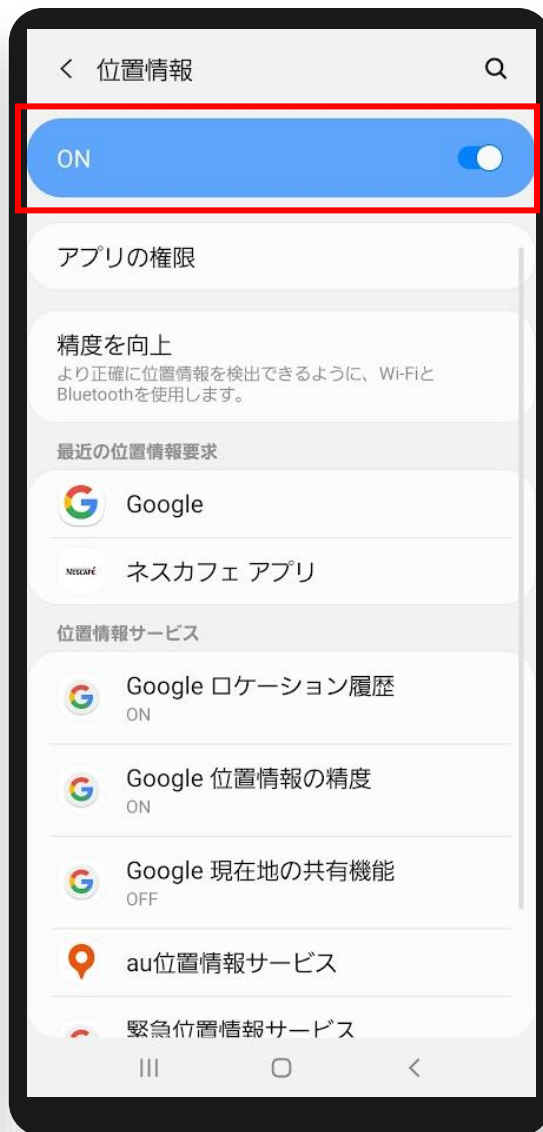 位置情報
ON
アプリの権限
精度を向上
より正確に位置情報を検出できるように、Wi-Fiと
Bluetoothを使用します。
最近の位置情報要求
Google
NESCAFÉ ネスカフェ アプリ
位置情報サービス
Google ロケーション履歴
ON
Google 位置情報の精度
ON
Google 現在地の共有機能
OFF
au位置情報サービス
緊急位置情報サービス